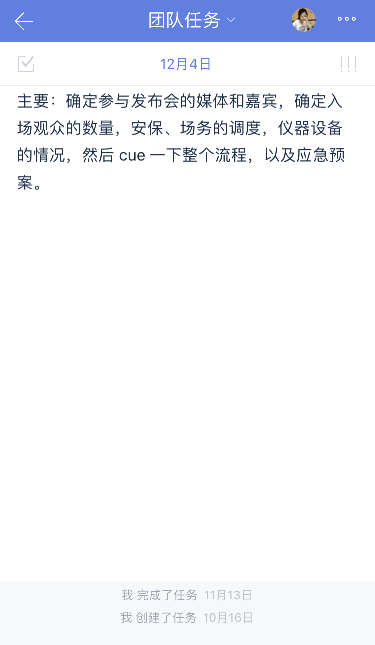 团队任务
12月4日
主要：确定参与发布会的媒体和嘉宾，确定入
场观众的数量，安保、场务的调度，仪器设备
的情况，然后 cue 一下整个流程，以及应急预
案。
我 完成了任务 11月13日
我 创建了任务 10月16日